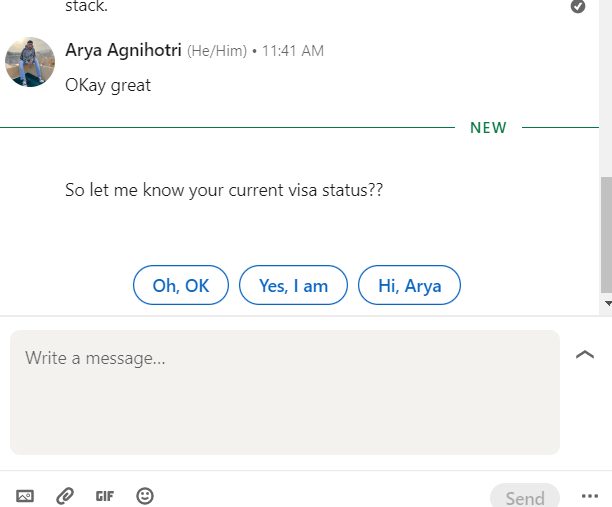 stack.
Arya Agnihotri (He/Him) • 11:41 AM
OKay great
NEW
So let me know your current visa status??
Oh, OK
Yes, I am
Hi, Arya
Write a message...
GIF
Send